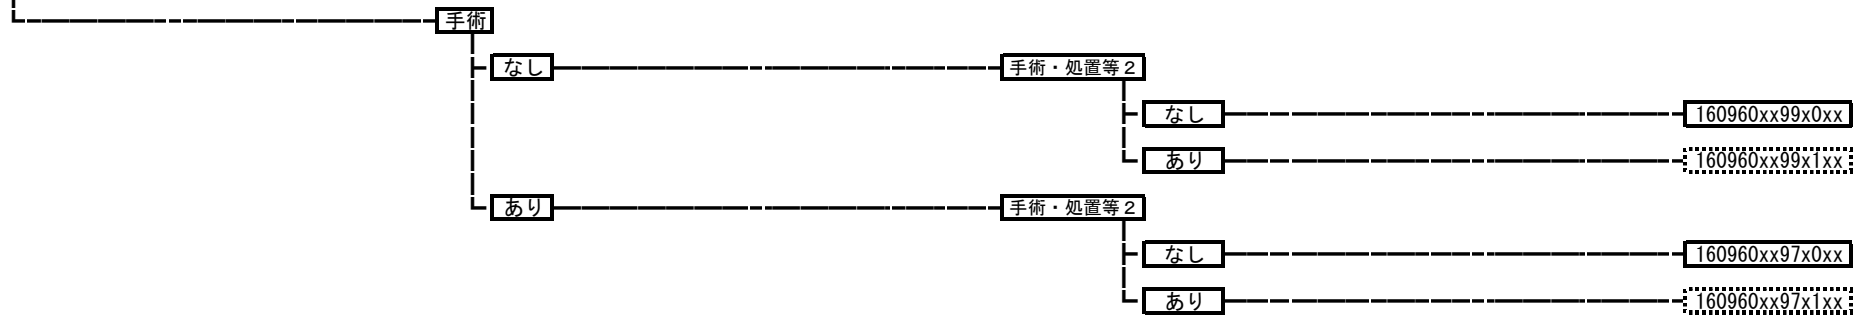 手術
なし 手術・処置等2
なし 160960xx99x0xx
あり 160960xx99x1xx
あり 手術・処置等2
なし 160960xx97x0xx
あり 160960xx97x1xx